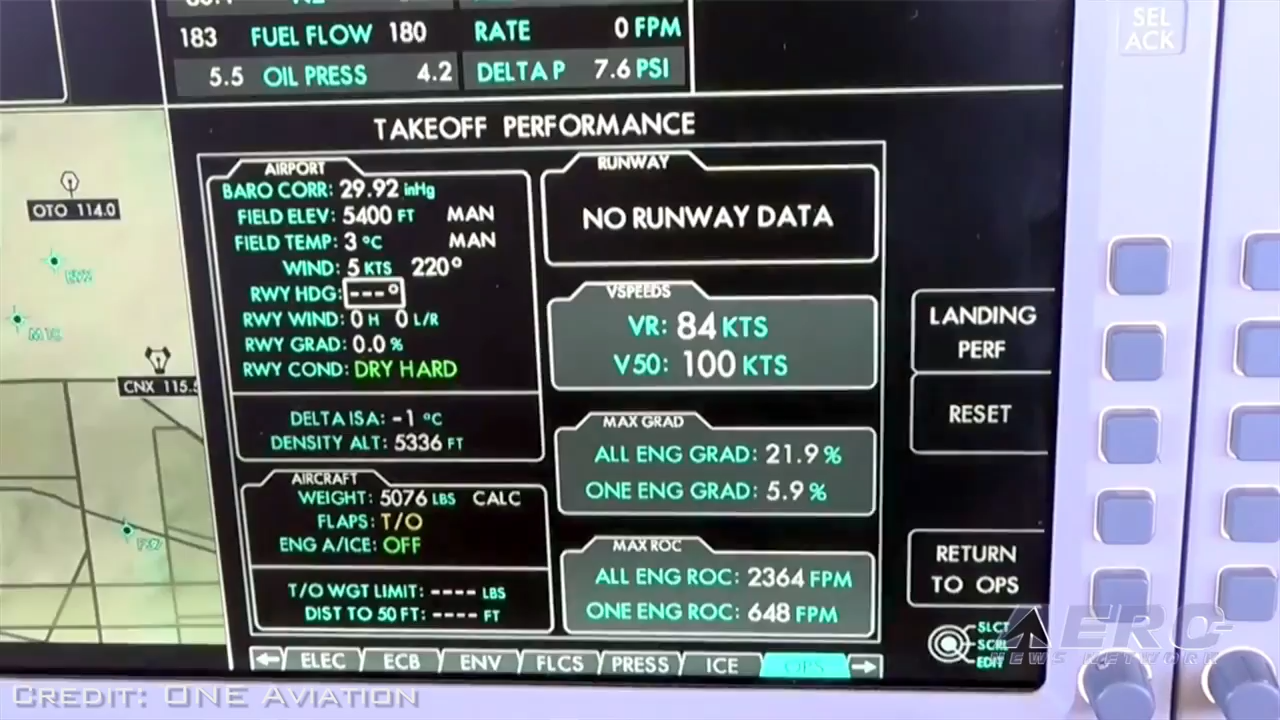 183 FUEL FLOW 180
5.5 OIL PRESS 4.2
RATE 0 FPM
DELTA P 7.6 PSI
SEL
ACK
TAKEOFF PERFORMANCE
AIRPORT
BARO CORR: 29.92 inHg
FIELD ELEV: 5400 FT MAN
FIELD TEMP: 3 °C MAN
WIND: 5 KTS 220°
RWY HDG: ---°
RWY WIND: 0 H 0 L/R
RWY GRAD: 0.0 %
RWY COND: DRY HARD
DELTA ISA: -1 °C
DENSITY ALT: 5336 FT
AIRCRAFT
WEIGHT: 5076 LBS CALC
FLAPS: T/O
ENG A/ICE: OFF
T/O WGT LIMIT: ---- LBS
DIST TO 50 FT: ---- FT
RUNWAY
NO RUNWAY DATA
VSPEEDS
VR: 84 KTS
V50: 100 KTS
MAX GRAD
ALL ENG GRAD: 21.9 %
ONE ENG GRAD: 5.9 %
MAX ROC
ALL ENG ROC: 2364 FPM
ONE ENG ROC: 648 FPM
LANDING
PERF
RESET
RETURN
TO OPS
SLCT
SCRL
EDIT
OTO 114.0
CNX 115.5
ELEC ECB ENV FLCS PRESS ICE OPS
AERO
NEWS NETWORK
CREDIT: ONE AVIATION